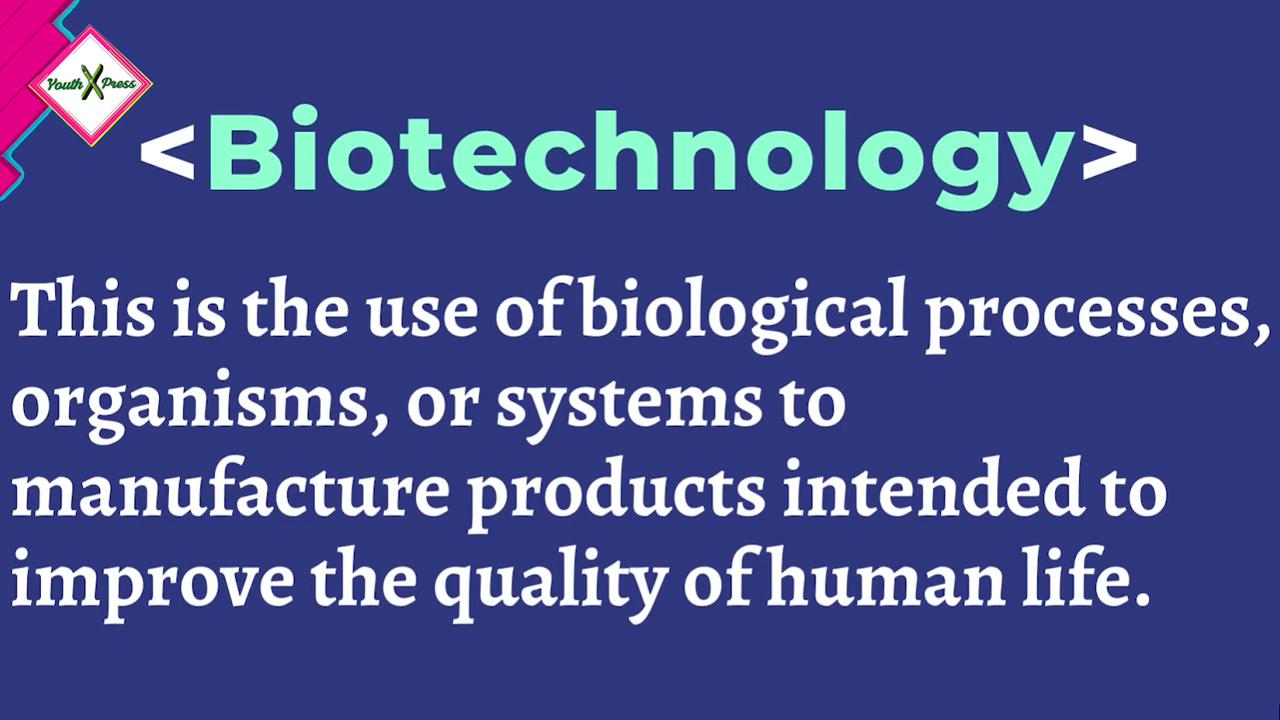 Youth X Press
<Biotechnology>
This is the use of biological processes,
organisms, or systems to
manufacture products intended to
improve the quality of human life.